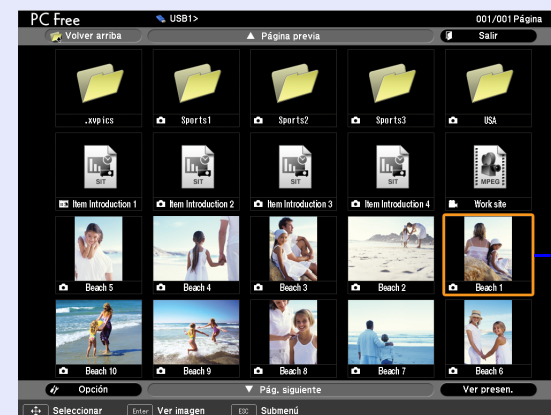 PC Free USB1> 001/001 Página
Volver arriba Página previa Salir
.xvpics Sports1 Sports2 Sports3 USA
SIT SIT SIT SIT MPEG
Item Introduction 1 Item Introduction 2 Item Introduction 3 Item Introduction 4 Work site
Beach 5 Beach 4 Beach 3 Beach 2 Beach 1
Beach 10 Beach 9 Beach 8 Beach 7 Beach 6
Opción Pág. siguiente Ver presen.
Seleccionar Enter Ver imagen ESC Submenú